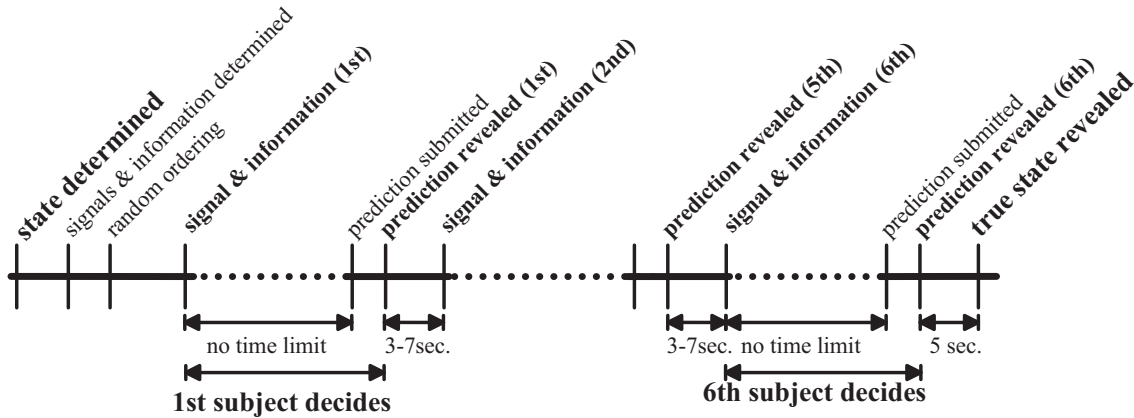 state determined
signals & information determined
random ordering
signal & information (1st)
prediction submitted
prediction revealed (1st)
signal & information (2nd)
prediction revealed (5th)
signal & information (6th)
prediction submitted
prediction revealed (6th)
true state revealed
no time limit
3-7sec.
3-7sec.
no time limit
5 sec.
1st subject decides
6th subject decides